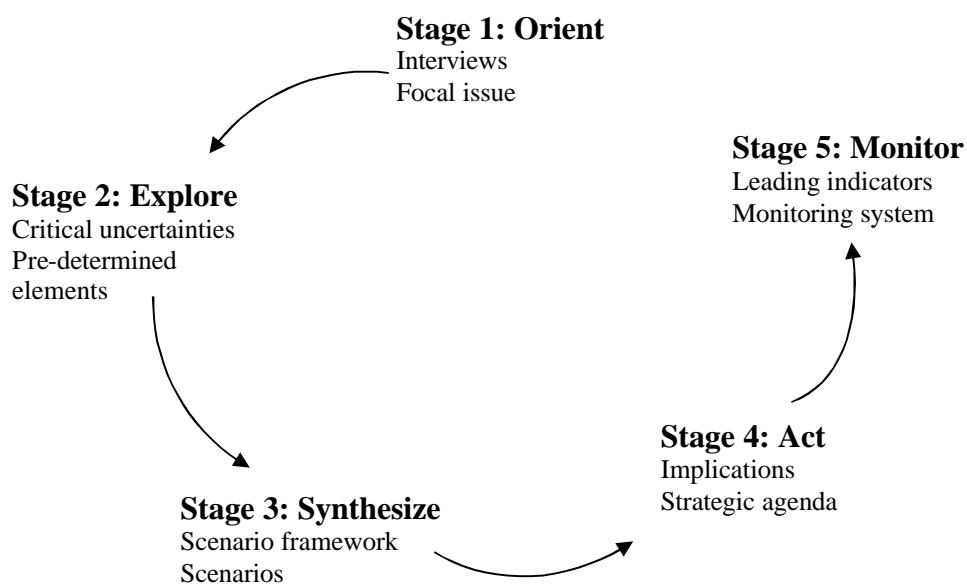 Stage 1: Orient
Interviews
Focal issue
Stage 2: Explore
Critical uncertainties
Pre-determined
elements
Stage 3: Synthesize
Scenario framework
Scenarios
Stage 4: Act
Implications
Strategic agenda
Stage 5: Monitor
Leading indicators
Monitoring system